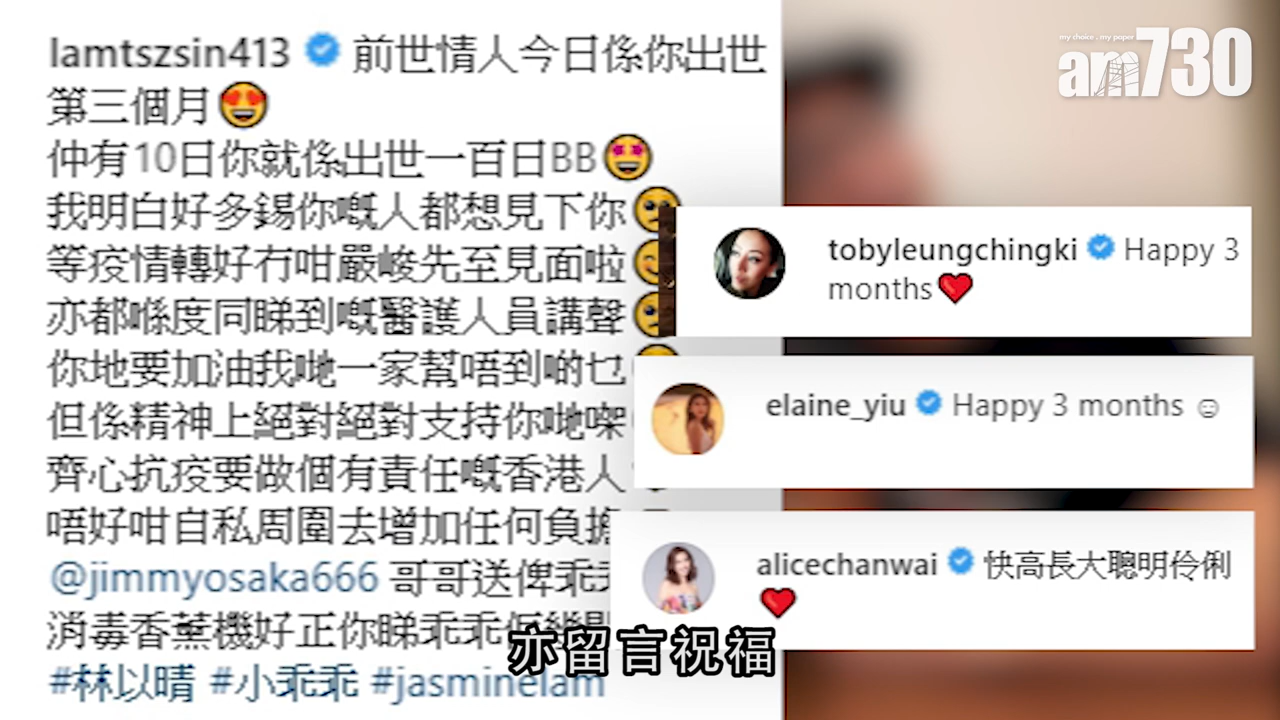 lamtszsin413 前世情人今日係你出世
第三個月😍
仲有10日你就係出世一百日BB🤩
我明白好多錫你嘅人都想見下你
等疫情轉好冇咁嚴峻先至見面啦
亦都喺度同睇到嘅醫護人員講聲
你地要加油我哋一家幫唔到啲乜
但係精神上絕對絕對支持你哋㗎
齊心抗疫要做個有責任嘅香港人
唔好咁自私周圍去增加任何負擔
@jimmyosaka666 哥哥送俾乖
消毒香薰機好正你睇乖乖
#林以晴 #小乖乖 #jasminelam
my choice . my paper
am730
tobyleungchingki Happy 3
months❤️
elaine_yiu Happy 3 months
alicechanwai 快高長大聰明伶俐
❤️
亦留言祝福